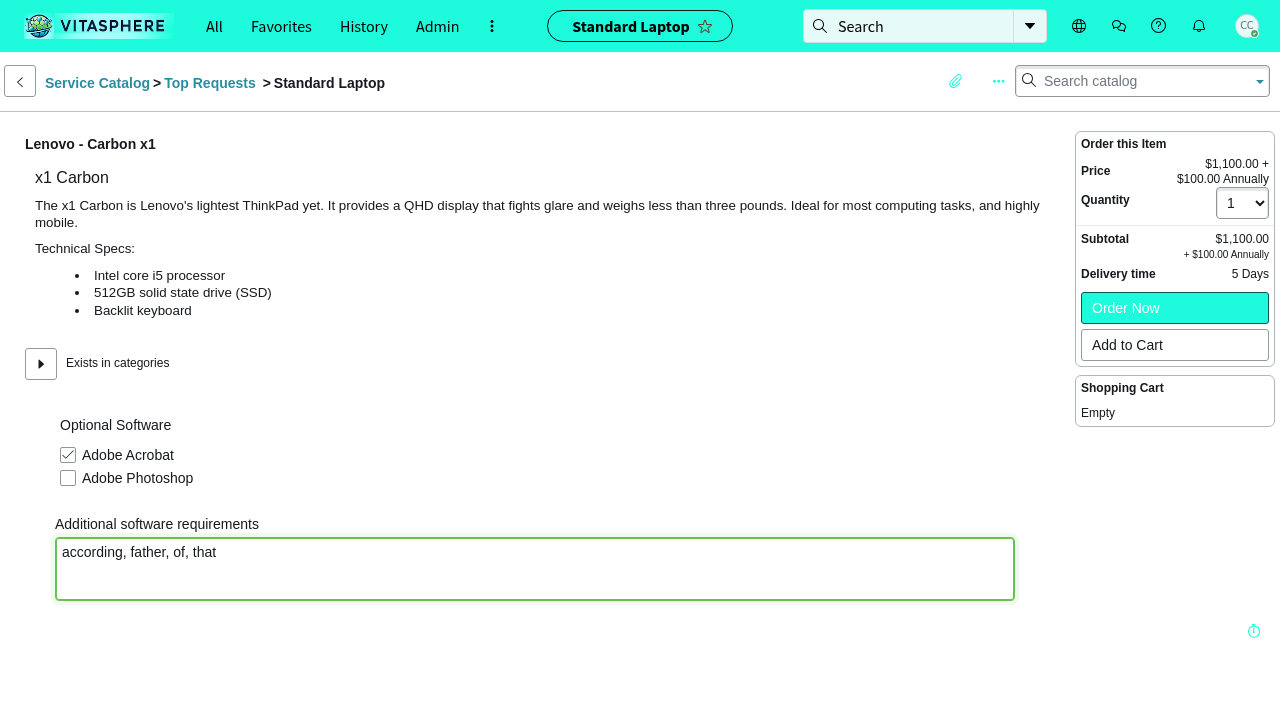 VITASPHERE
All Favorites History Admin
Standard Laptop
Search
CC
Service Catalog > Top Requests > Standard Laptop
Search catalog
Lenovo - Carbon x1
x1 Carbon
The x1 Carbon is Lenovo's lightest ThinkPad yet. It provides a QHD display that fights glare and weighs less than three pounds. Ideal for most computing tasks, and highly
mobile.
Technical Specs:
Intel core i5 processor
512GB solid state drive (SSD)
Backlit keyboard
Exists in categories
Optional Software
Adobe Acrobat
Adobe Photoshop
Additional software requirements
according, father, of, that
Order this Item
Price $1,100.00 +
$100.00 Annually
Quantity 1
Subtotal $1,100.00
+ $100.00 Annually
Delivery time 5 Days
Order Now
Add to Cart
Shopping Cart
Empty